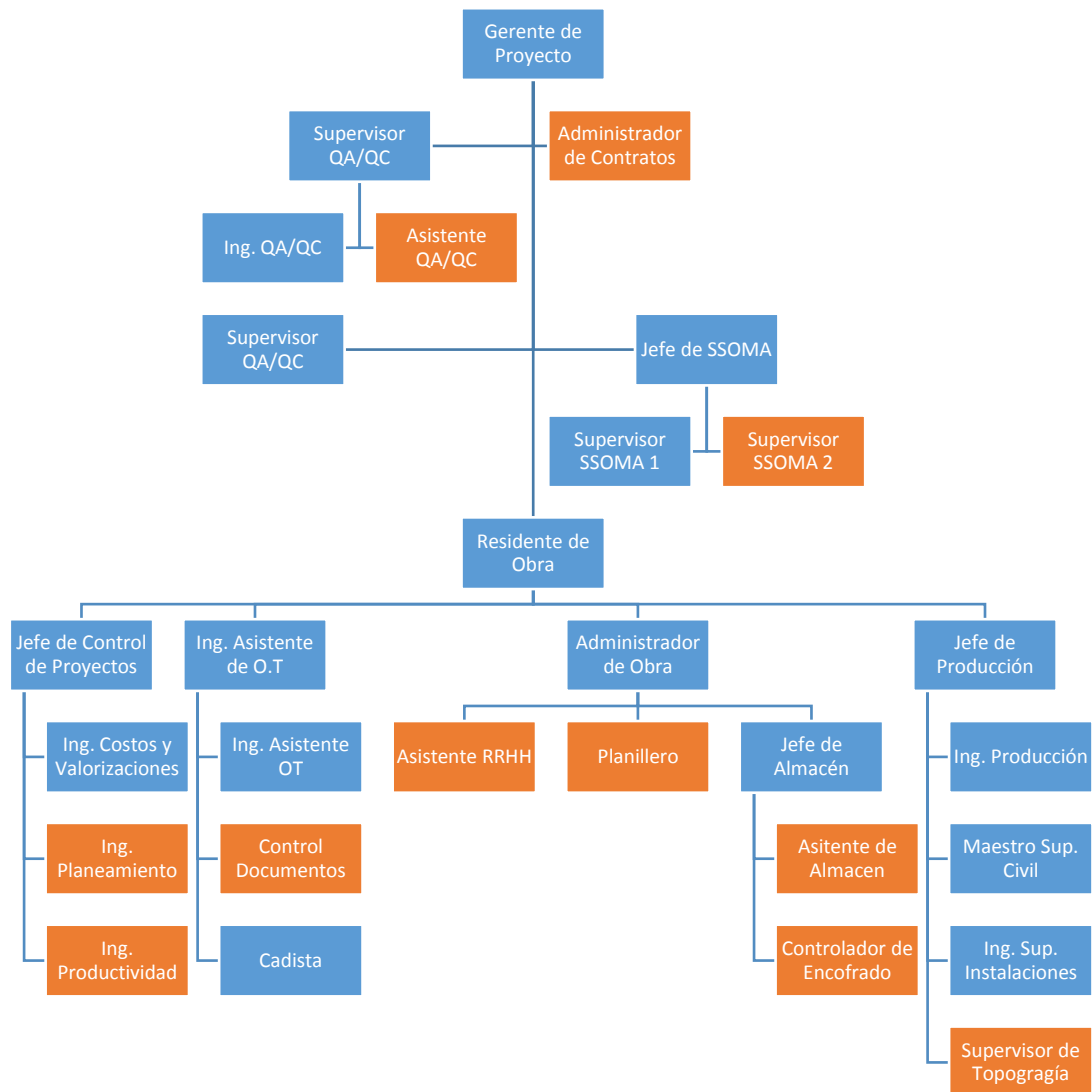 Gerente de
Proyecto
Supervisor
QA/QC
Administrador
de Contratos
Ing. QA/QC
Asistente
QA/QC
Supervisor
QA/QC
Jefe de SSOMA
Supervisor
SSOMA 1
Supervisor
SSOMA 2
Residente de
Obra
Jefe de Control
de Proyectos
Ing. Asistente
de O.T
Administrador
de Obra
Jefe de
Producción
Ing. Costos y
Valorizaciones
Ing. Asistente
OT
Asistente RRHH
Planillero
Jefe de
Almacén
Ing. Producción
Ing.
Planeamiento
Control
Documentos
Asitente de
Almacen
Maestro Sup.
Civil
Ing.
Productividad
Cadista
Controlador de
Encofrado
Ing. Sup.
Instalaciones
Supervisor de
Topogragía